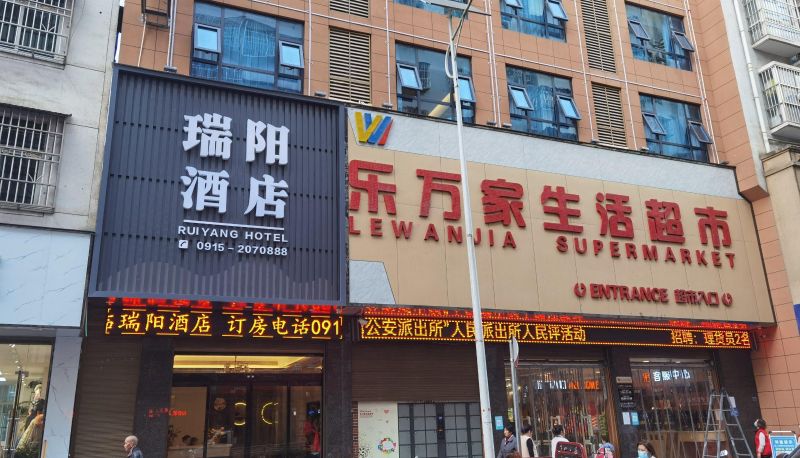 瑞阳
酒店
RUIYANG HOTEL
0915-2070888
乐万家生活超市
LEWANJIA SUPERMARKET
ENTRANCE 超市入口
瑞阳酒店 订房电话091
公安派出所"人民派出所人民评活动
招聘：理货员2名
客服中心